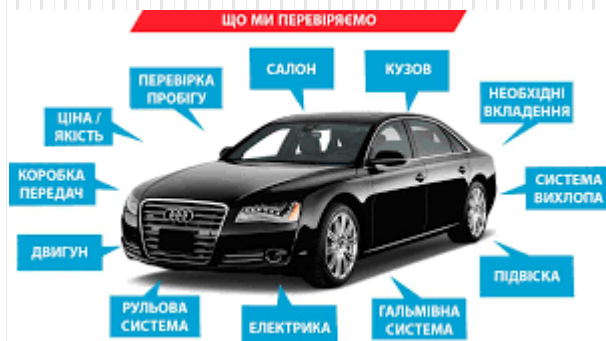 ЩО МИ ПЕРЕВІРЯЄМО
САЛОН
КУЗОВ
ПЕРЕВІРКА
ПРОБІГУ
НЕОБХІДНІ
ВКЛАДЕННЯ
ЦІНА /
ЯКІСТЬ
КОРОБКА
ПЕРЕДАЧ
СИСТЕМА
ВИХЛОПА
ДВИГУН
ПІДВІСКА
РУЛЬОВА
СИСТЕМА
ЕЛЕКТРИКА
ГАЛЬМІВНА
СИСТЕМА